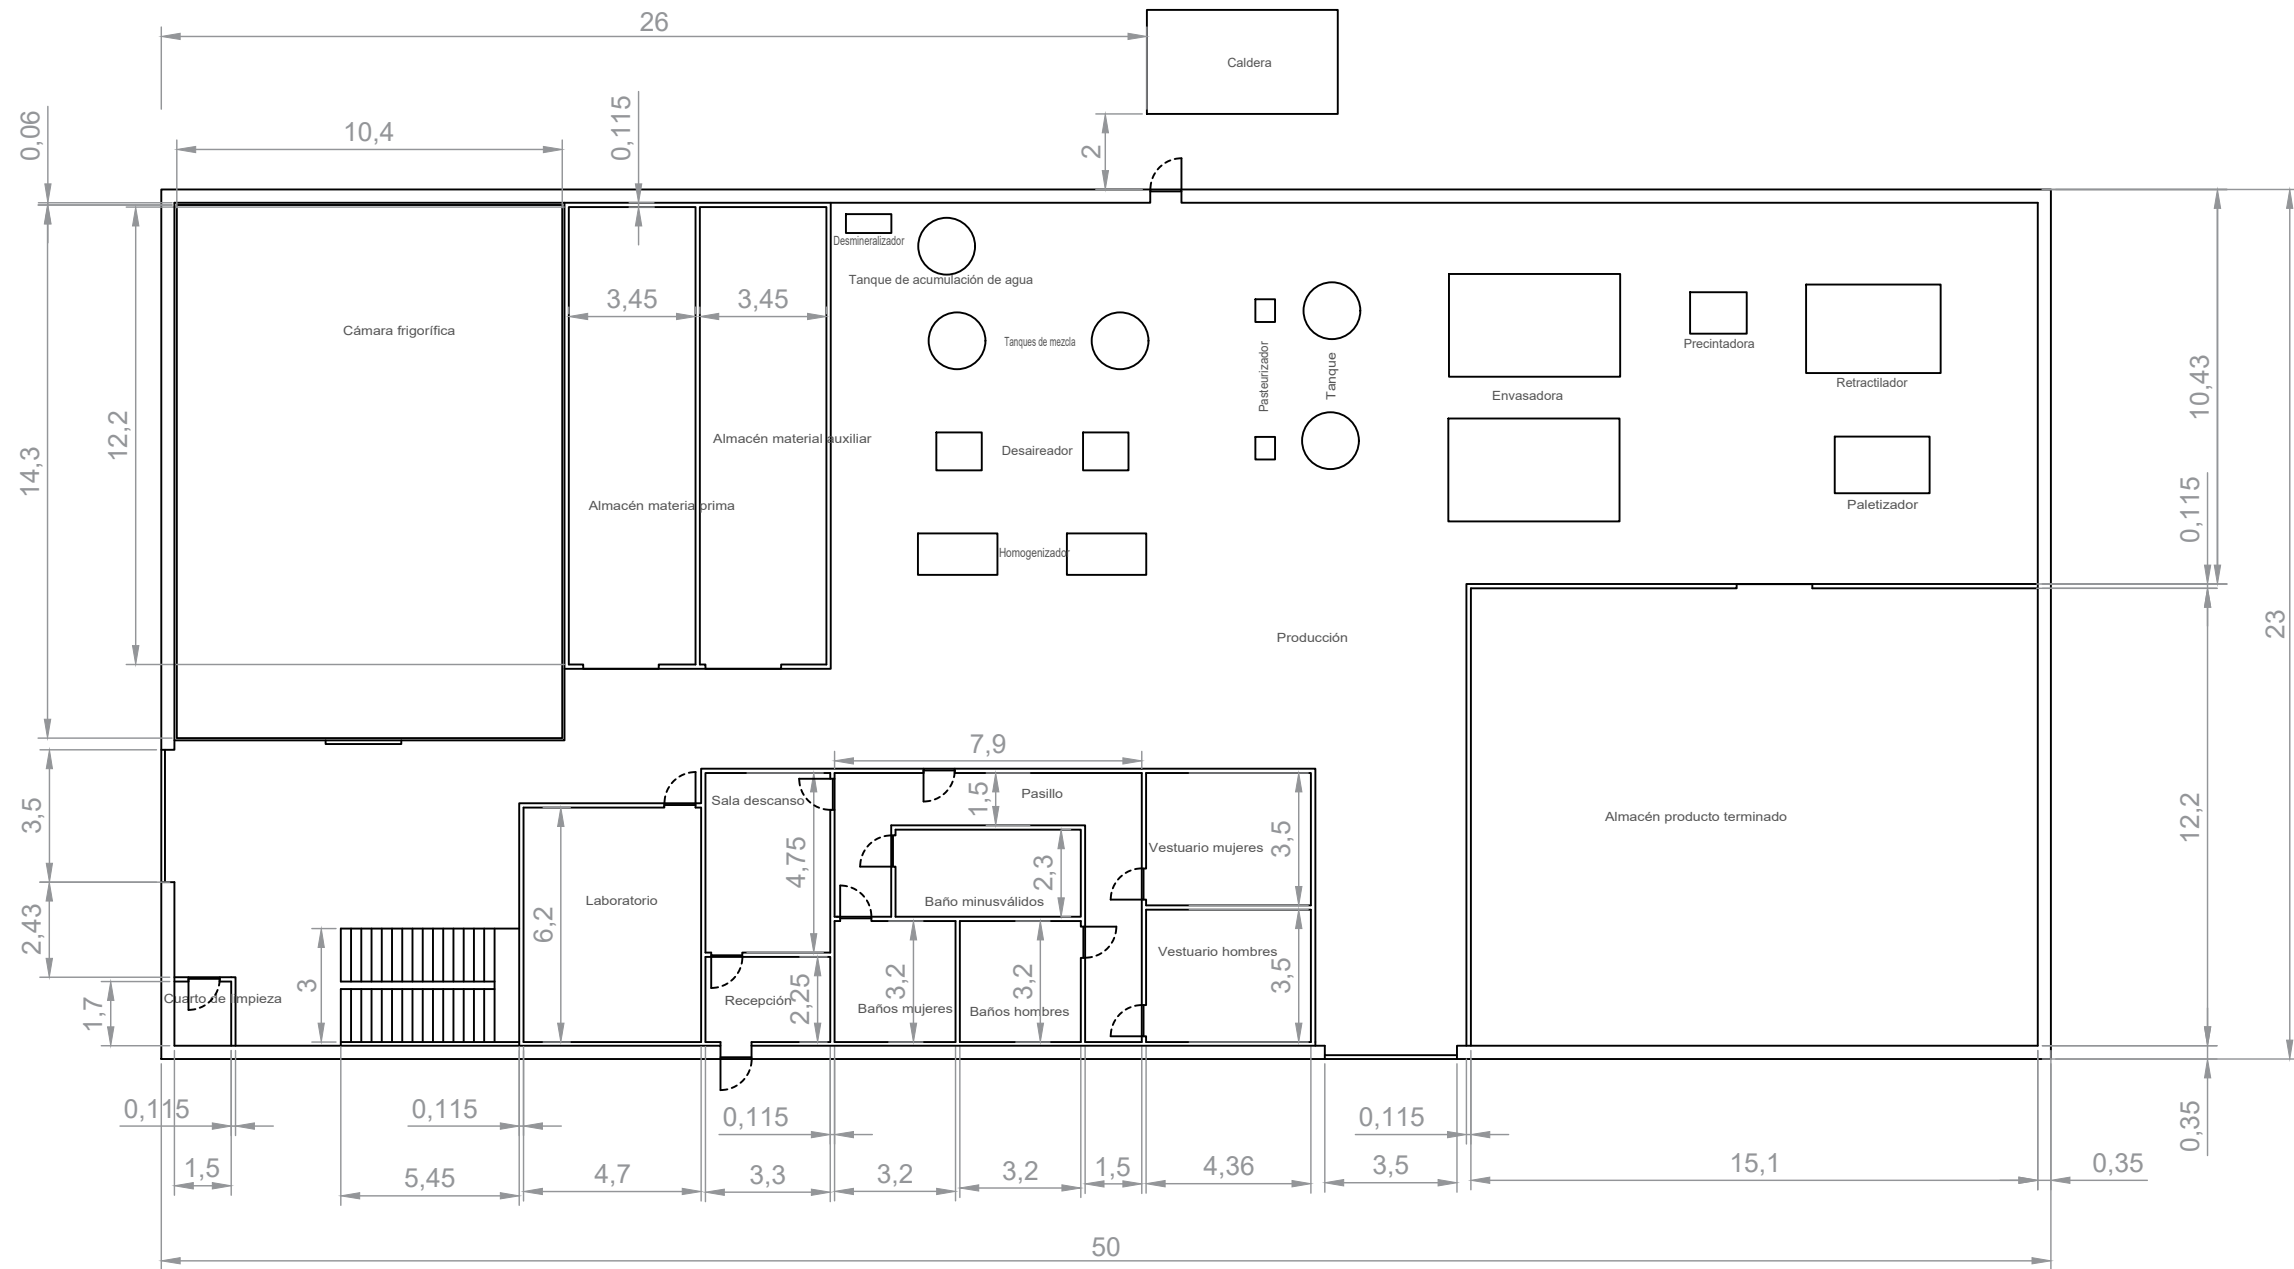 26
Caldera
0,06
10,4
0,115
2
Desmineralizador
Tanque de acumulación de agua
3,45
3,45
Cámara frigorífica
Tanques de mezcla
Pasteurizador
Tanque
Envasadora
Precintadora
Retractilador
10,43
12,2
14,3
Almacén material auxiliar
Desaireador
Almacén materia prima
Paletizador
0,115
Homogenizador
Producción
23
7,9
3,5
Sala descanso
1,5
Pasillo
4,75
2,3
Vestuario mujeres
3,5
Almacén producto terminado
12,2
2,43
Laboratorio
6,2
Baño minusválidos
Vestuario hombres
3,5
3
3,2
3,2
Cuarto de limpieza
1,7
Recepción
2,25
Baños mujeres
Baños hombres
0,115
0,115
0,115
0,115
0,35
1,5
5,45
4,7
3,3
3,2
3,2
1,5
4,36
3,5
15,1
0,35
50